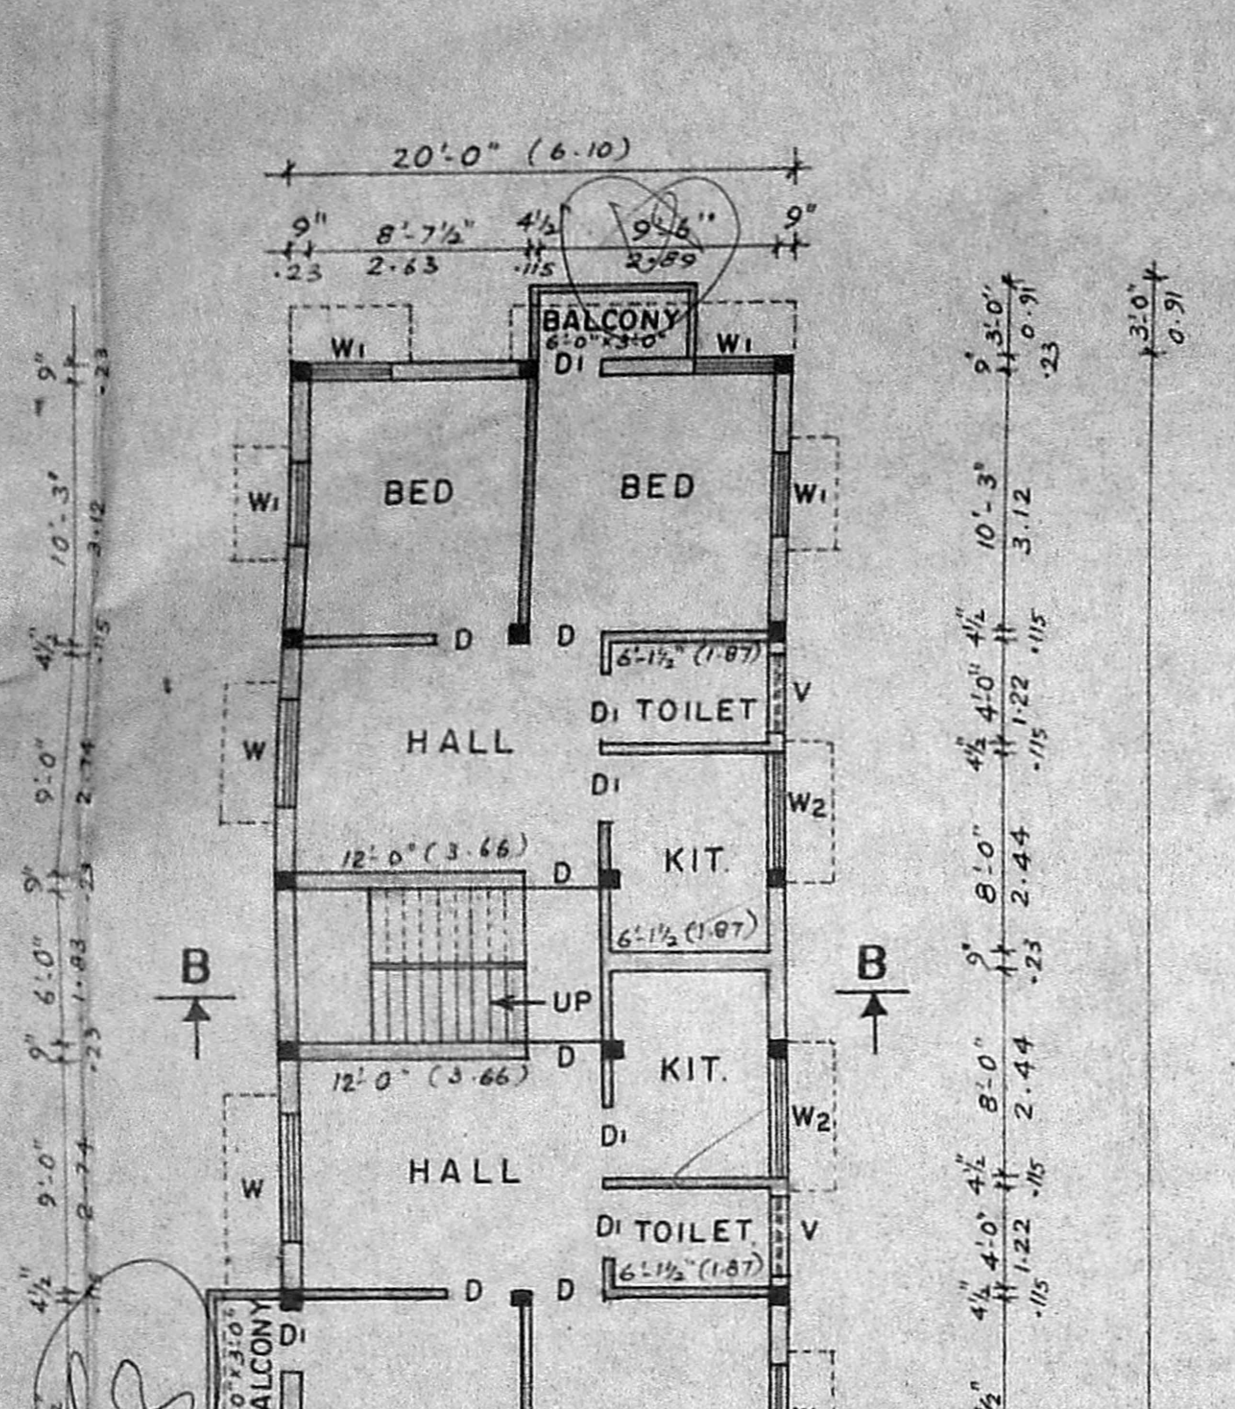 20'-0" (6.10)
9" 8'-7½" 4½ 9'-6" 9"
.23 2.63 .115 2.89
BALCONY
6'-0"x3'-0"
W1 D1 W1
3'-0" 0.91
3'-0" 0.91
9" .23
9" .23
BED BED
W1 W1
10'-3" 3.12
10'-3" 3.12
D D
4½" .115
4½" .115
6'-1½" (1.87)
D1 TOILET V
4'-0" 1.22
HALL
W
9'-0" 2.74
4½" .115
D1
W2
12'-0" (3.66) D
KIT.
8'-0" 2.44
9" .23
6'-1½ (1.87)
6'-0" 1.83
9" .23
B B
UP
9" .23
D
12'-0" (3.66)
KIT.
8'-0" 2.44
W2
D1
HALL
W
9'-0" 2.74
4½" .115
D1 TOILET V
4'-0" 1.22
6'-1½" (1.87)
D D
4½"
4½" .115
D1
0"x3'-0"
ALCONY